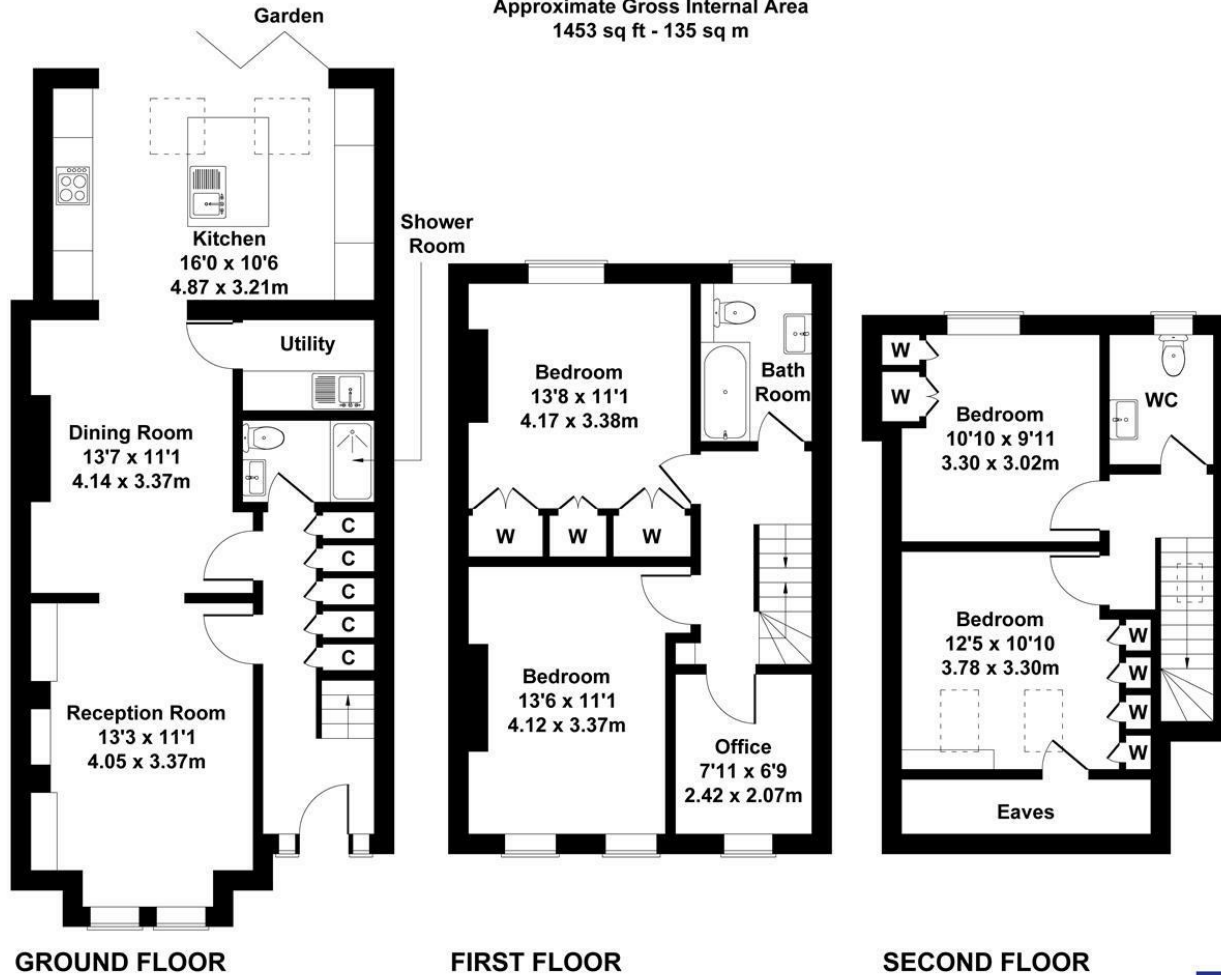 Approximate Gross Internal Area
1453 sq ft - 135 sq m
Garden
Kitchen
16'0 x 10'6
4.87 x 3.21m
Shower
Room
Utility
Dining Room
13'7 x 11'1
4.14 x 3.37m
C
C
C
C
C
Reception Room
13'3 x 11'1
4.05 x 3.37m
GROUND FLOOR
Bedroom
13'8 x 11'1
4.17 x 3.38m
Bath
Room
W
W
W
Bedroom
13'6 x 11'1
4.12 x 3.37m
Office
7'11 x 6'9
2.42 x 2.07m
FIRST FLOOR
W
W
Bedroom
10'10 x 9'11
3.30 x 3.02m
WC
Bedroom
12'5 x 10'10
3.78 x 3.30m
W
W
W
W
Eaves
SECOND FLOOR